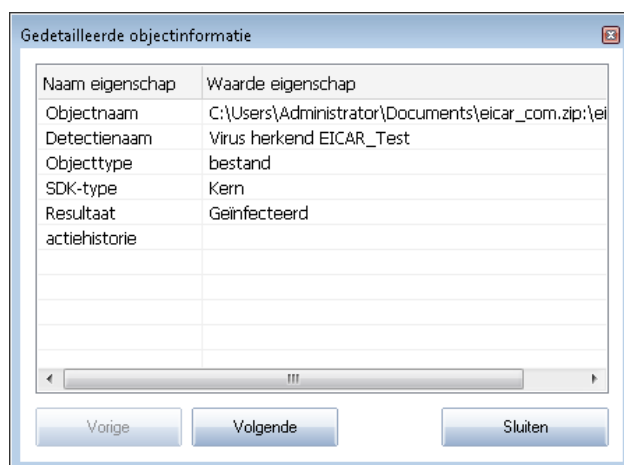 Gedetailleerde objectinformatie
Naam eigenschap Waarde eigenschap
Objectnaam C:\Users\Administrator\Documents\eicar_com.zip:\ei
Detectienaam Virus herkend EICAR_Test
Objecttype bestand
SDK-type Kern
Resultaat Geïnfecteerd
actiehistorie
Vorige Volgende Sluiten